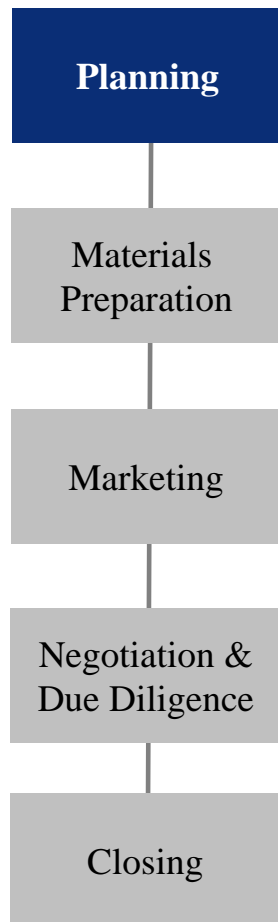 Planning
Materials
Preparation
Marketing
Negotiation &
Due Diligence
Closing